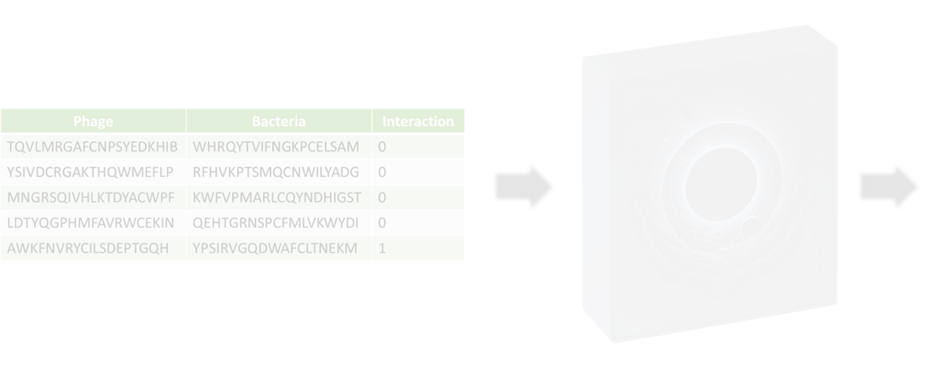 Phage Bacteria Interaction
TQVLMRGAFCNPSYEDKHIB WHRQYTVIFNGKPCELSAM 0
YSIVDCRGAKTHQWMEFLP RFHVKPTSMQCNWILYADG 0
MNGRSQIVHLKTDYACWPF KWFVPMARLCQYNDHIGST 0
LDTYQGPHMFAVRWCEKIN QEHTGRNSPCFMLVKWYDI 0
AWKFNVRYCILSDEPTGQH YPSIRVGQDWAFCLTNEKM 1